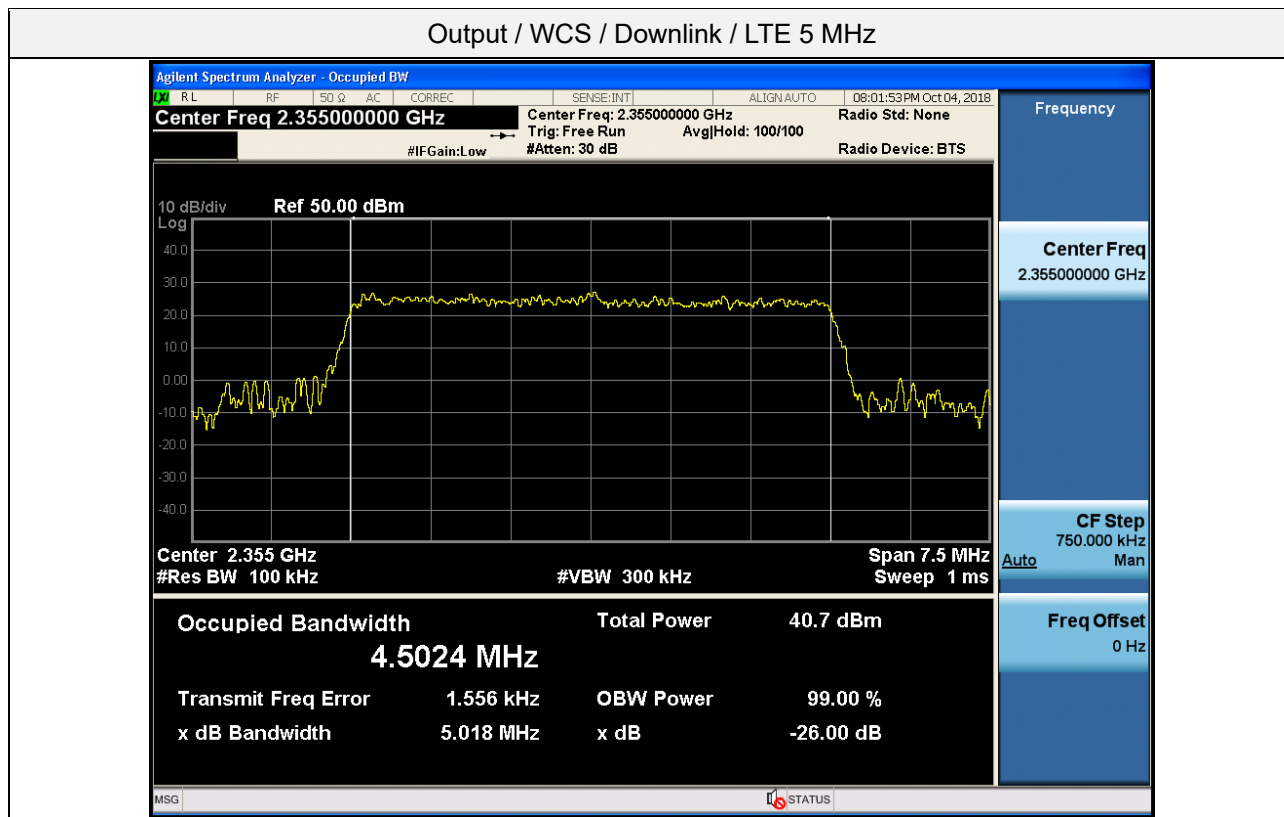 Output / WCS / Downlink / LTE 5 MHz
Agilent Spectrum Analyzer - Occupied BW
LXI RL RF 50 Ω AC CORREC SENSE:INT ALIGN AUTO 08:01:53 PM Oct 04, 2018
Center Freq 2.355000000 GHz
#IFGain:Low
Center Freq: 2.355000000 GHz
Trig: Free Run Avg|Hold: 100/100
#Atten: 30 dB
Radio Std: None
Radio Device: BTS
10 dB/div Ref 50.00 dBm
Log
40.0
30.0
20.0
10.0
0.00
-10.0
-20.0
-30.0
-40.0
Center 2.355 GHz Span 7.5 MHz
#Res BW 100 kHz #VBW 300 kHz Sweep 1 ms
Occupied Bandwidth Total Power 40.7 dBm
4.5024 MHz
Transmit Freq Error 1.556 kHz OBW Power 99.00 %
x dB Bandwidth 5.018 MHz x dB -26.00 dB
MSG STATUS
Frequency
Center Freq
2.355000000 GHz
CF Step
750.000 kHz
Auto Man
Freq Offset
0 Hz